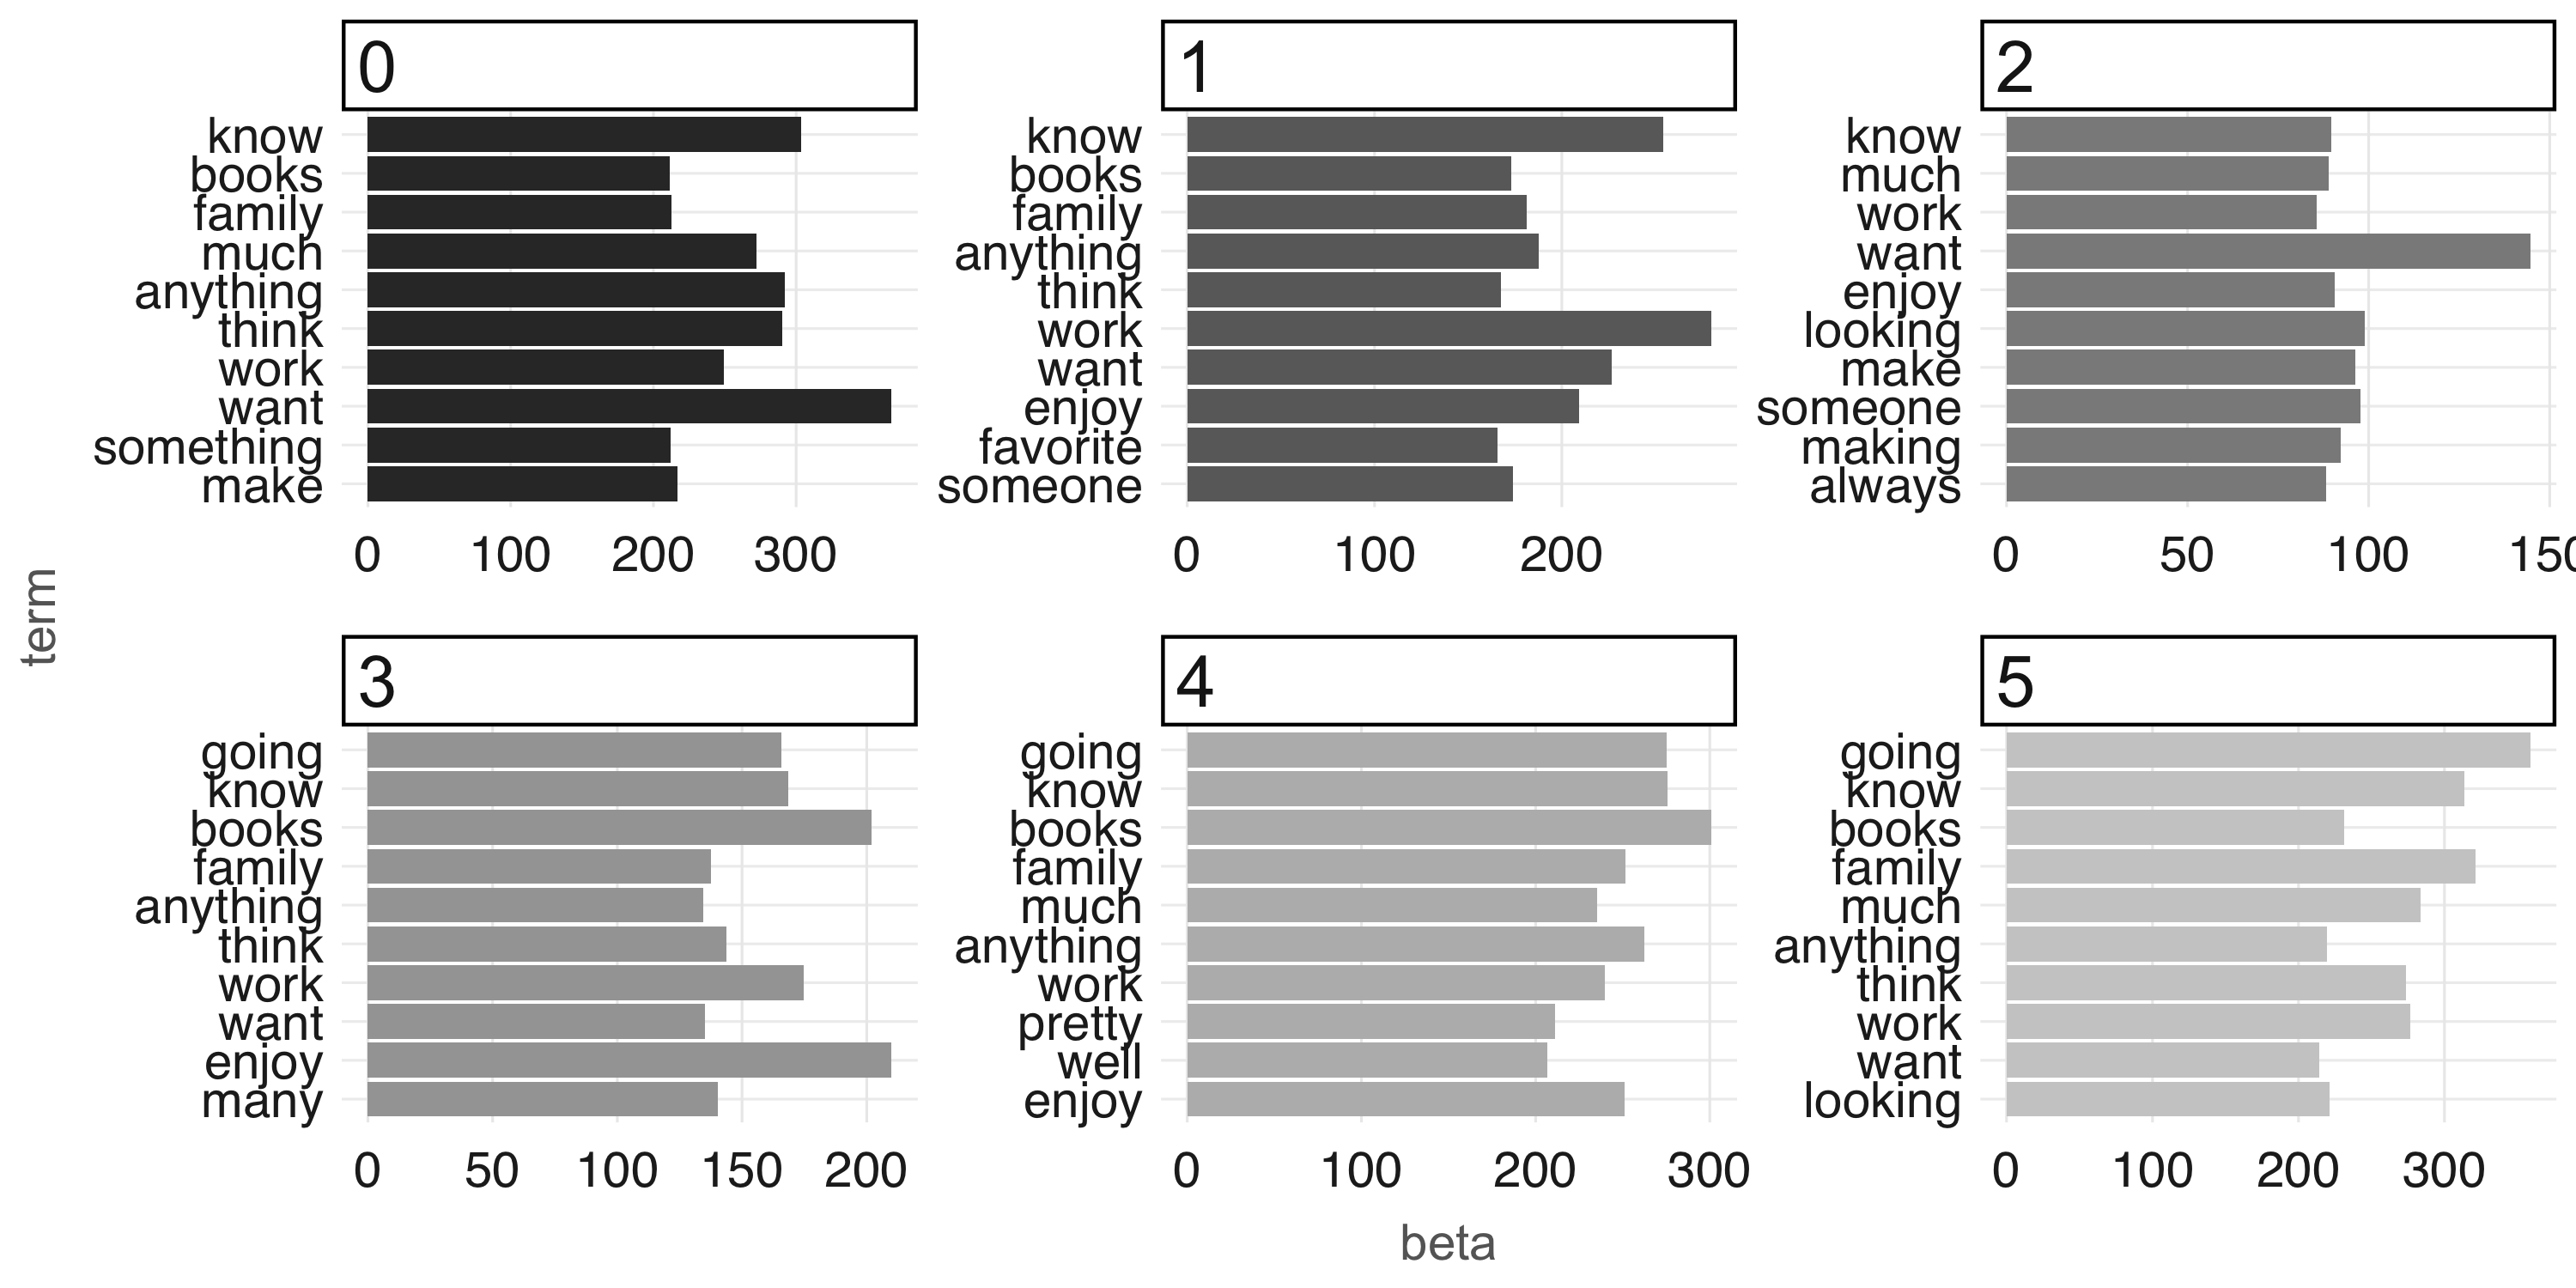 0
know
books
family
much
anything
think
work
want
something
make
0 100 200 300
1
know
books
family
anything
think
work
want
enjoy
favorite
someone
0 100 200
2
know
much
work
want
enjoy
looking
make
someone
making
always
0 50 100 150
term
3
going
know
books
family
anything
think
work
want
enjoy
many
0 50 100 150 200
4
going
know
books
family
much
anything
work
pretty
well
enjoy
0 100 200 300
5
going
know
books
family
much
anything
think
work
want
looking
0 100 200 300
beta